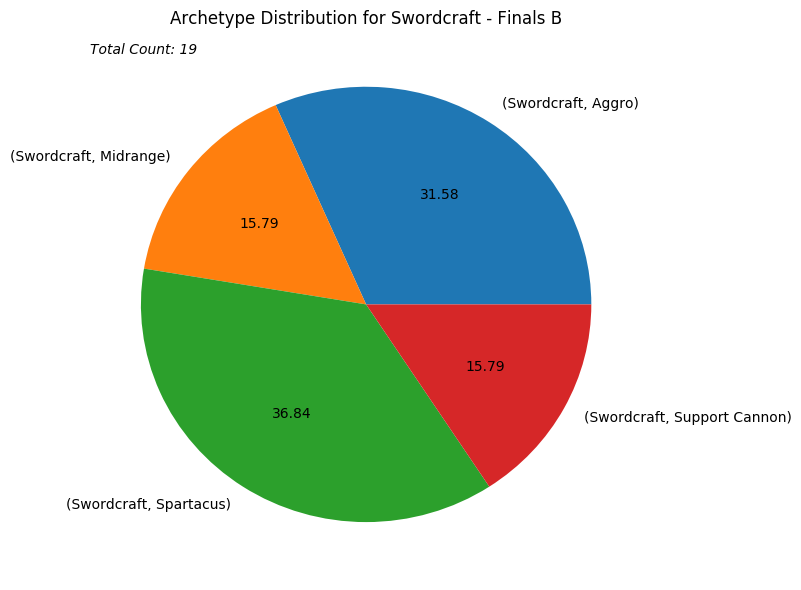 Archetype Distribution for Swordcraft - Finals B
Total Count: 19
(Swordcraft, Aggro)
(Swordcraft, Midrange)
31.58
15.79
15.79
36.84
(Swordcraft, Support Cannon)
(Swordcraft, Spartacus)